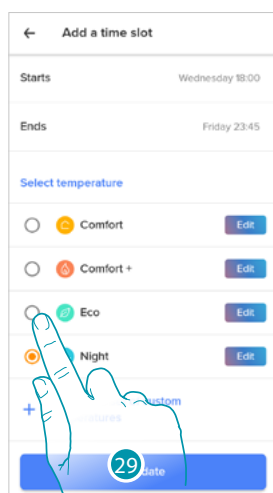 ← Add a time slot
Starts Wednesday 18:00
Ends Friday 23:45
Select temperature
Comfort Edit
Comfort + Edit
Eco Edit
Night Edit
+ custom
29